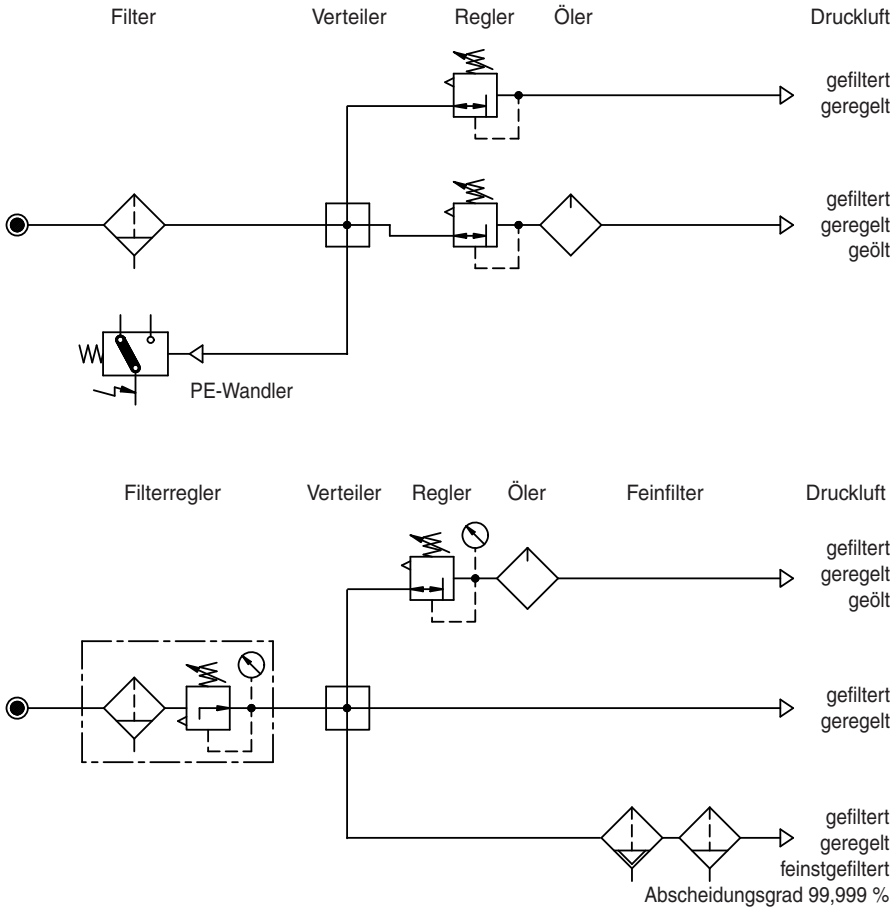 Filter Verteiler Regler Öler Druckluft
gefiltert
geregelt
gefiltert
geregelt
geölt
PE-Wandler
Filterregler Verteiler Regler Öler Feinfilter Druckluft
gefiltert
geregelt
geölt
gefiltert
geregelt
gefiltert
geregelt
feinstgefiltert
Abscheidungsgrad 99,999 %